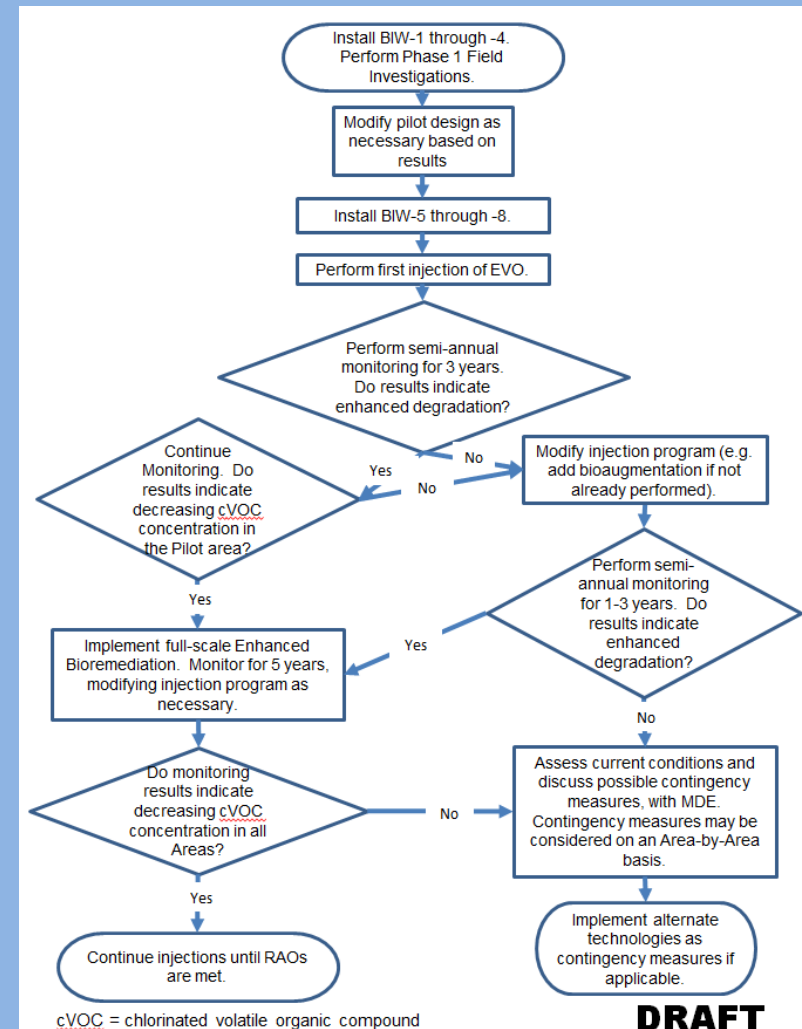 Install BIW-1 through -4.
Perform Phase 1 Field
Investigations.
Modify pilot design as
necessary based on
results
Install BIW-5 through -8.
Perform first injection of EVO.
Perform semi-annual
monitoring for 3 years.
Do results indicate
enhanced degradation?
Continue
Monitoring. Do
results indicate
decreasing cVOC
concentration in
the Pilot area?
Yes
No
No
Modify injection program (e.g.
add bioaugmentation if not
already performed).
Perform semi-
annual monitoring
for 1-3 years. Do
results indicate
enhanced
degradation?
Yes
Yes
Implement full-scale Enhanced
Bioremediation. Monitor for 5 years,
modifying injection program as
necessary.
No
Do monitoring
results indicate
decreasing cVOC
concentration in all
Areas?
No
Assess current conditions and
discuss possible contingency
measures, with MDE.
Contingency measures may be
considered on an Area-by-Area
basis.
Yes
Continue injections until RAOs
are met.
Implement alternate
technologies as
contingency measures if
applicable.
cVOC = chlorinated volatile organic compound
DRAFT